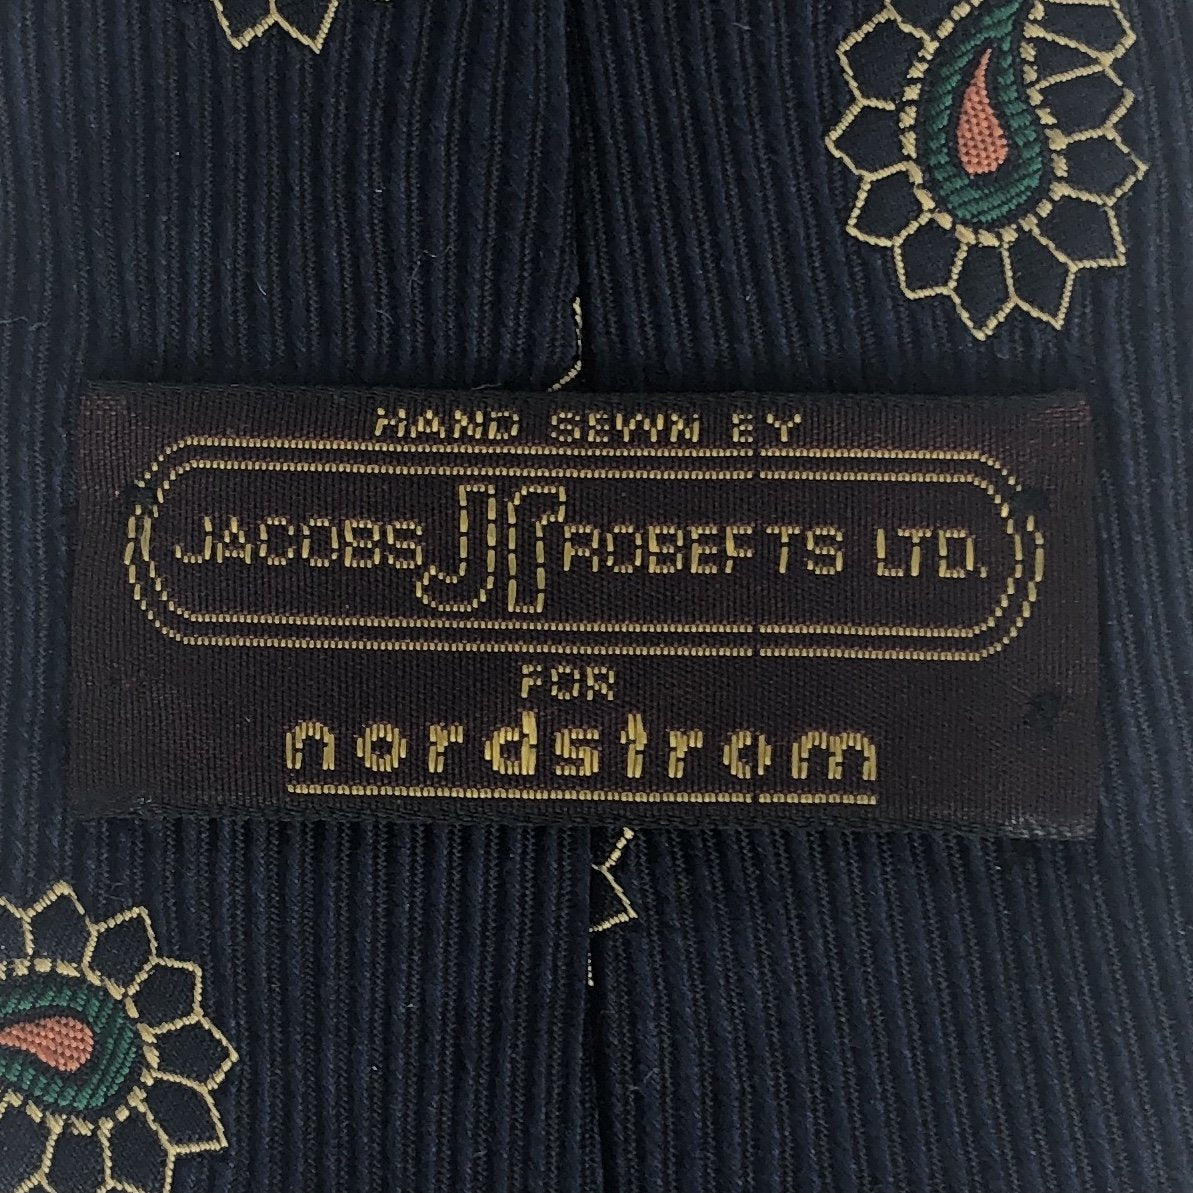 HAND SEWN BY
JACOBS JR ROBERTS LTD.
FOR
nordstrom